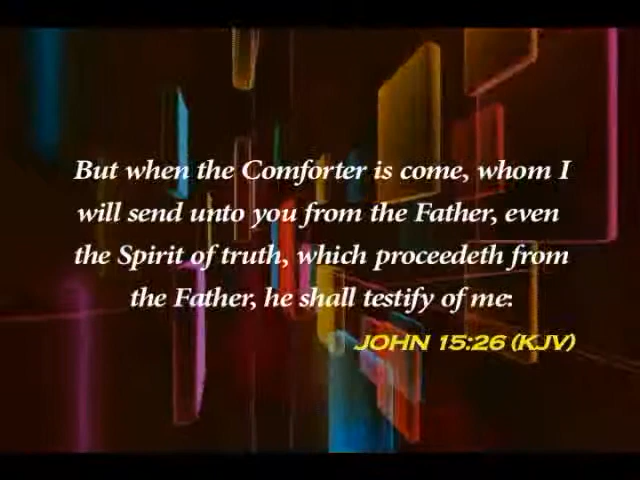 But when the Comforter is come, whom I
will send unto you from the Father, even
the Spirit of truth, which proceedeth from
the Father, he shall testify of me:
JOHN 15:26 (KJV)